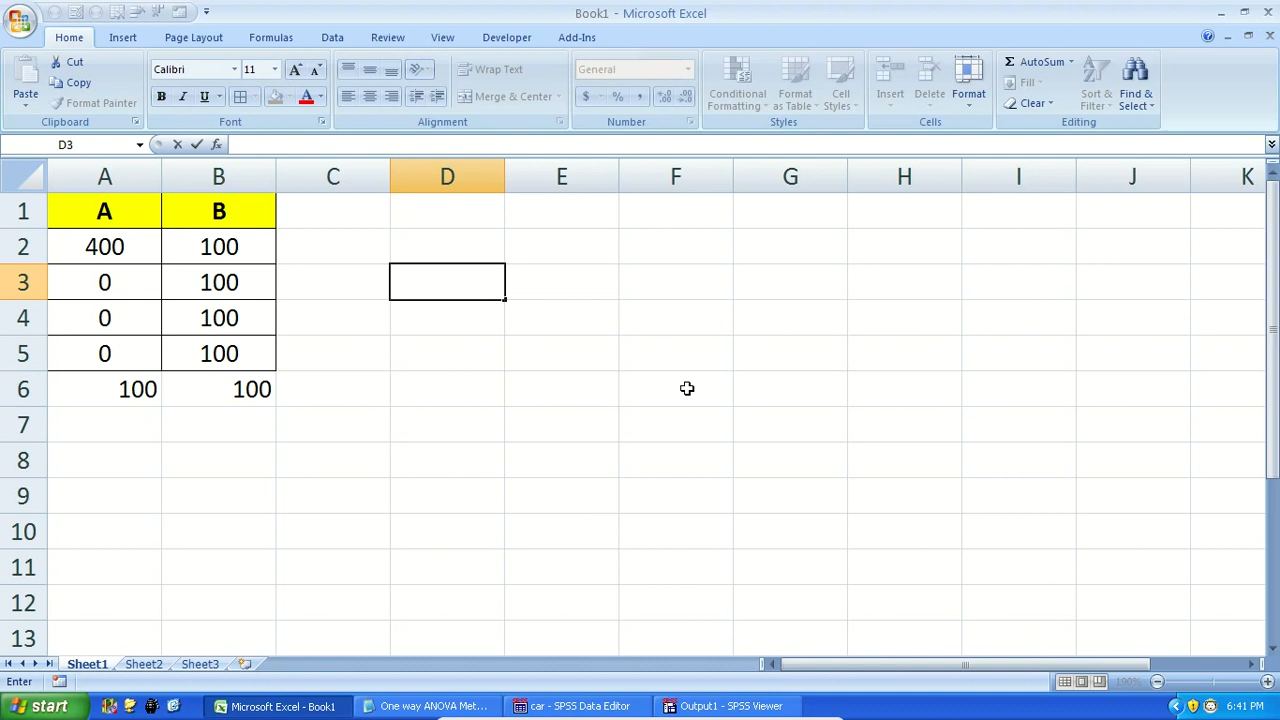 Book1 - Microsoft Excel
Home Insert Page Layout Formulas Data Review View Developer Add-Ins
Paste
Cut
Copy
Format Painter
Clipboard
Calibri 11
B I U A
Font
Wrap Text
Merge & Center
Alignment
General
$ % ,
Number
Conditional Formatting
Format as Table
Cell Styles
Styles
Insert Delete Format
Cells
Σ AutoSum
Fill
Clear
Sort & Filter
Find & Select
Editing
D3 fx
A B C D E F G H I J K
1 A B
2 400 100
3 0 100
4 0 100
5 0 100
6 100 100
7
8
9
10
11
12
13
Sheet1 Sheet2 Sheet3
Enter 190%
start Microsoft Excel - Book1 One way ANOVA Met... car - SPSS Data Editor Output1 - SPSS Viewer 6:41 PM